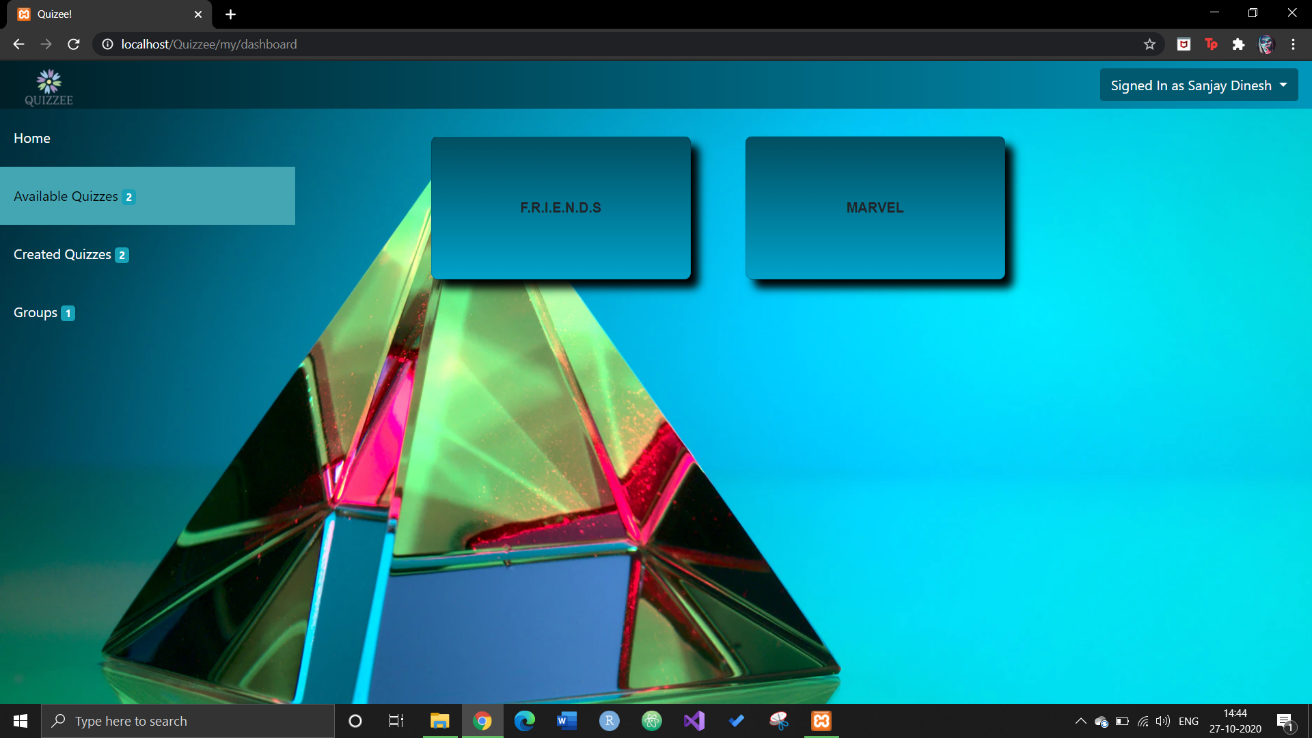 Quizee!
localhost/Quizzee/my/dashboard
QUIZZEE
Signed In as Sanjay Dinesh
Home
Available Quizzes 2
Created Quizzes 2
Groups 1
F.R.I.E.N.D.S
MARVEL
Type here to search
ENG
14:44
27-10-2020
1